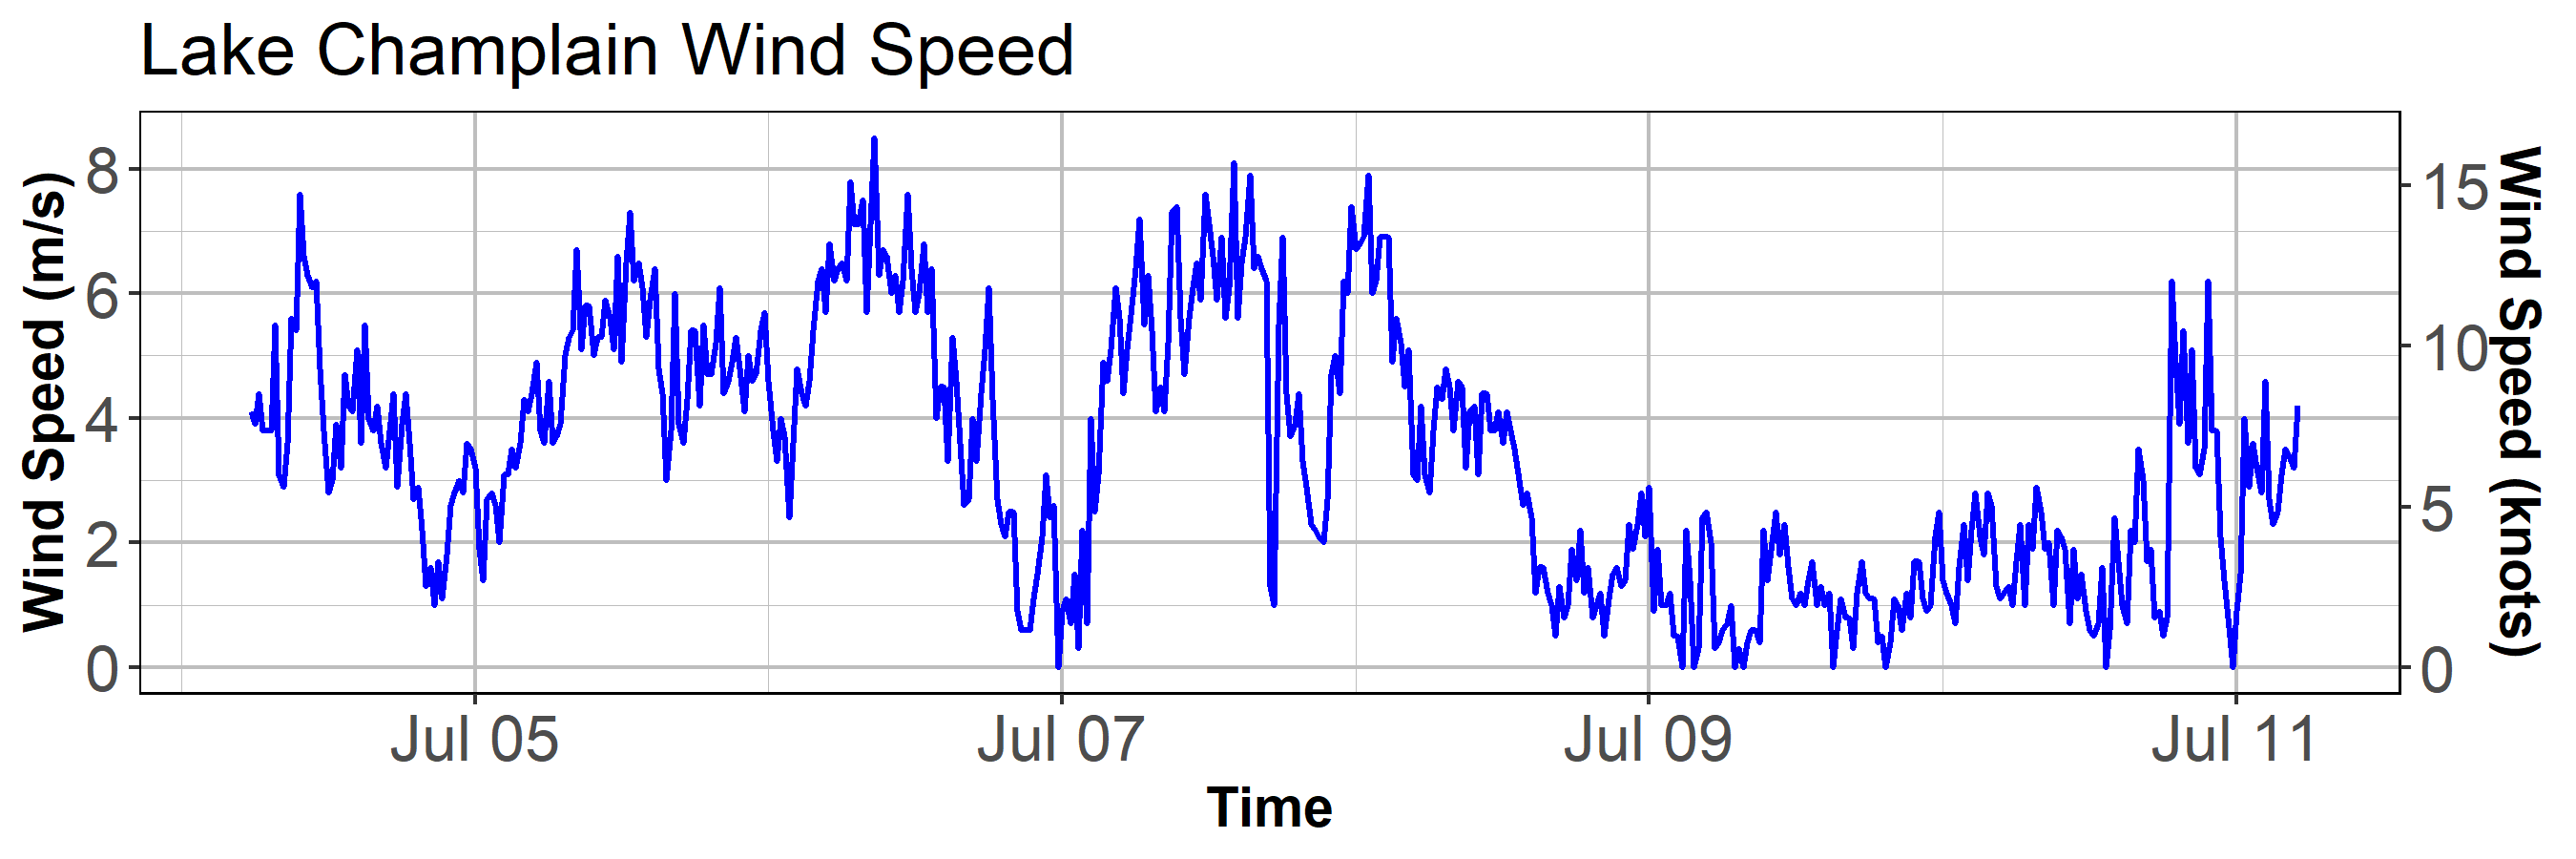 Lake Champlain Wind Speed
Wind Speed (m/s)
8
6
4
2
0
15
10
5
0
Wind Speed (knots)
Jul 05
Jul 07
Jul 09
Jul 11
Time